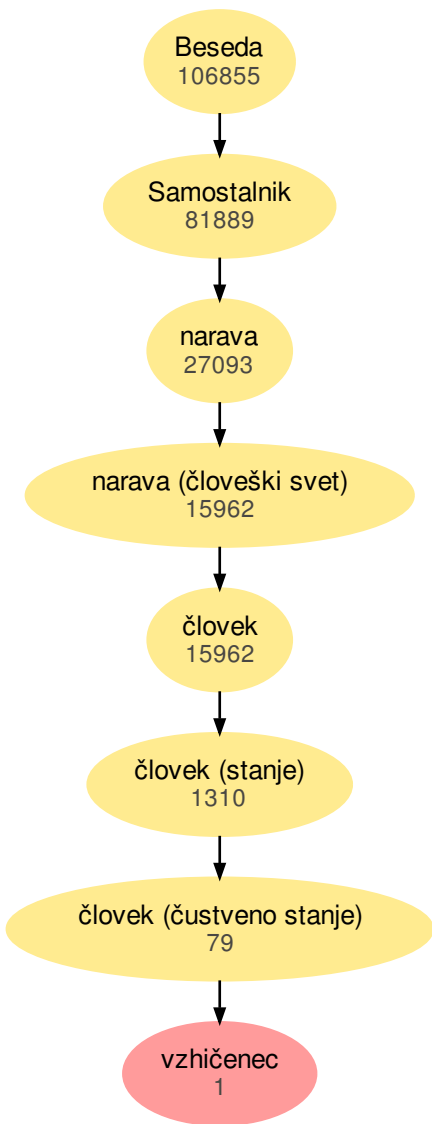 Beseda
106855
Samostalnik
81889
narava
27093
narava (človeški svet)
15962
človek
15962
človek (stanje)
1310
človek (čustveno stanje)
79
vzhičenec
1